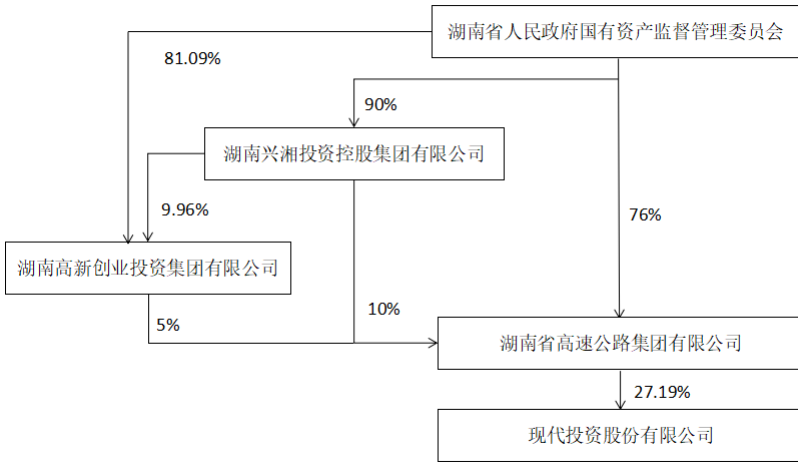 湖南省人民政府国有资产监督管理委员会
81.09%
90%
湖南兴湘投资控股集团有限公司
9.96%
76%
湖南高新创业投资集团有限公司
5%
10%
湖南省高速公路集团有限公司
27.19%
现代投资股份有限公司